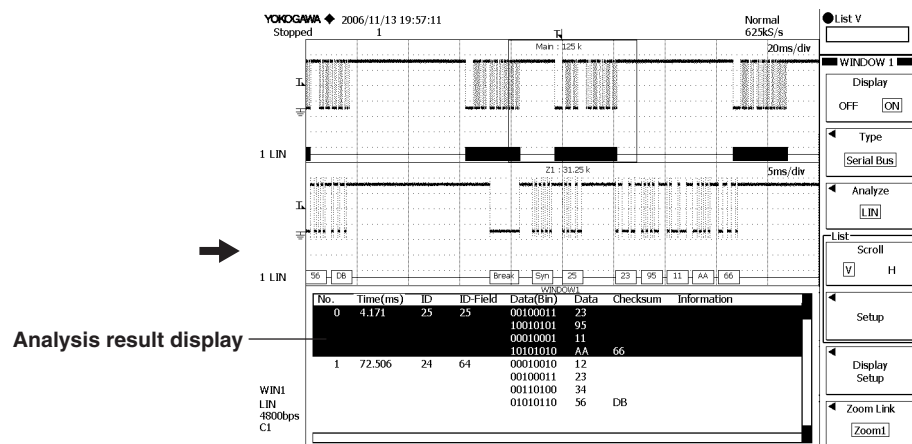 YOKOGAWA ◆ 2006/11/13 19:57:11
Normal
Stopped 1
625kS/s
Main : 125 k
20ms/div
1 LIN
Z1 : 31.25 k
5ms/div
1 LIN
56 DB Break Syn 25 23 95 11 AA 66
WINDOW1
No. Time(ms) ID ID-Field Data(Bin) Data Checksum Information
0 4.171 25 25 00100011 23
10010101 95
00010001 11
10101010 AA 66
1 72.506 24 64 00010010 12
00100011 23
00110100 34
01010110 56 DB
Analysis result display
WIN1
LIN
4800bps
C1
List V
WINDOW 1
Display
OFF ON
Type
Serial Bus
Analyze
LIN
List
Scroll
V H
Setup
Display
Setup
Zoom Link
Zoom1